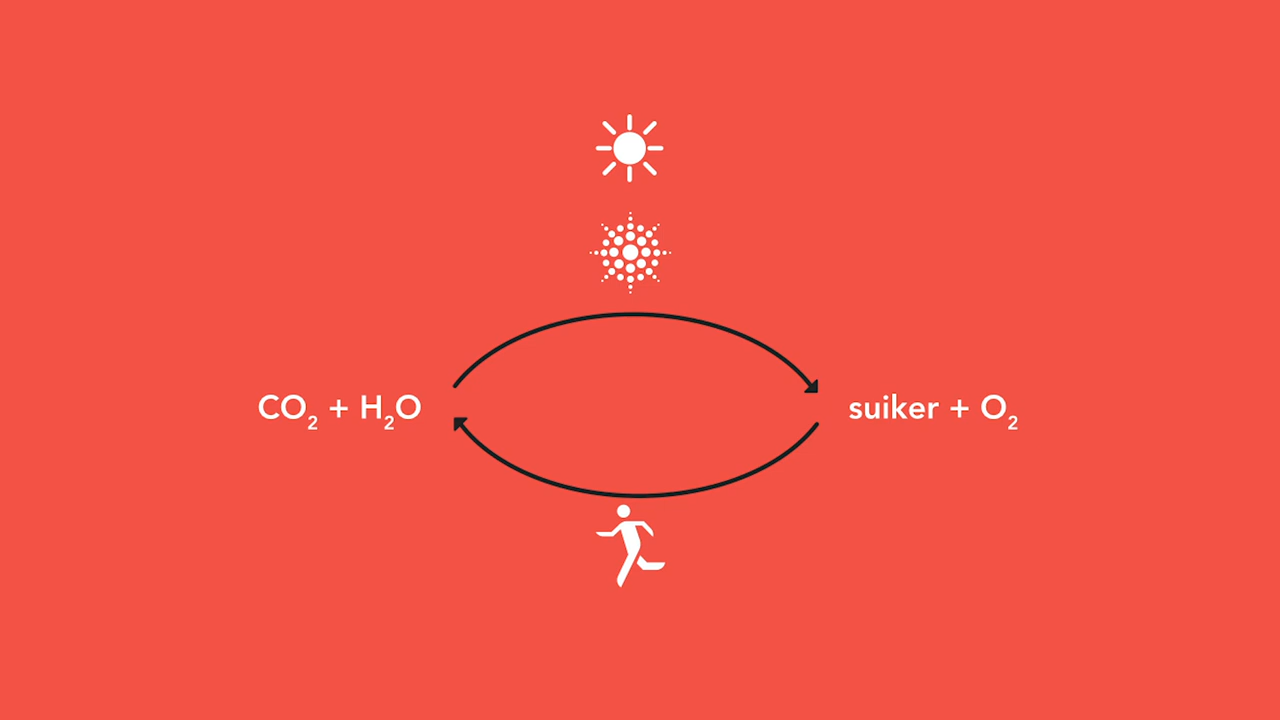 CO₂ + H₂O
suiker + O₂